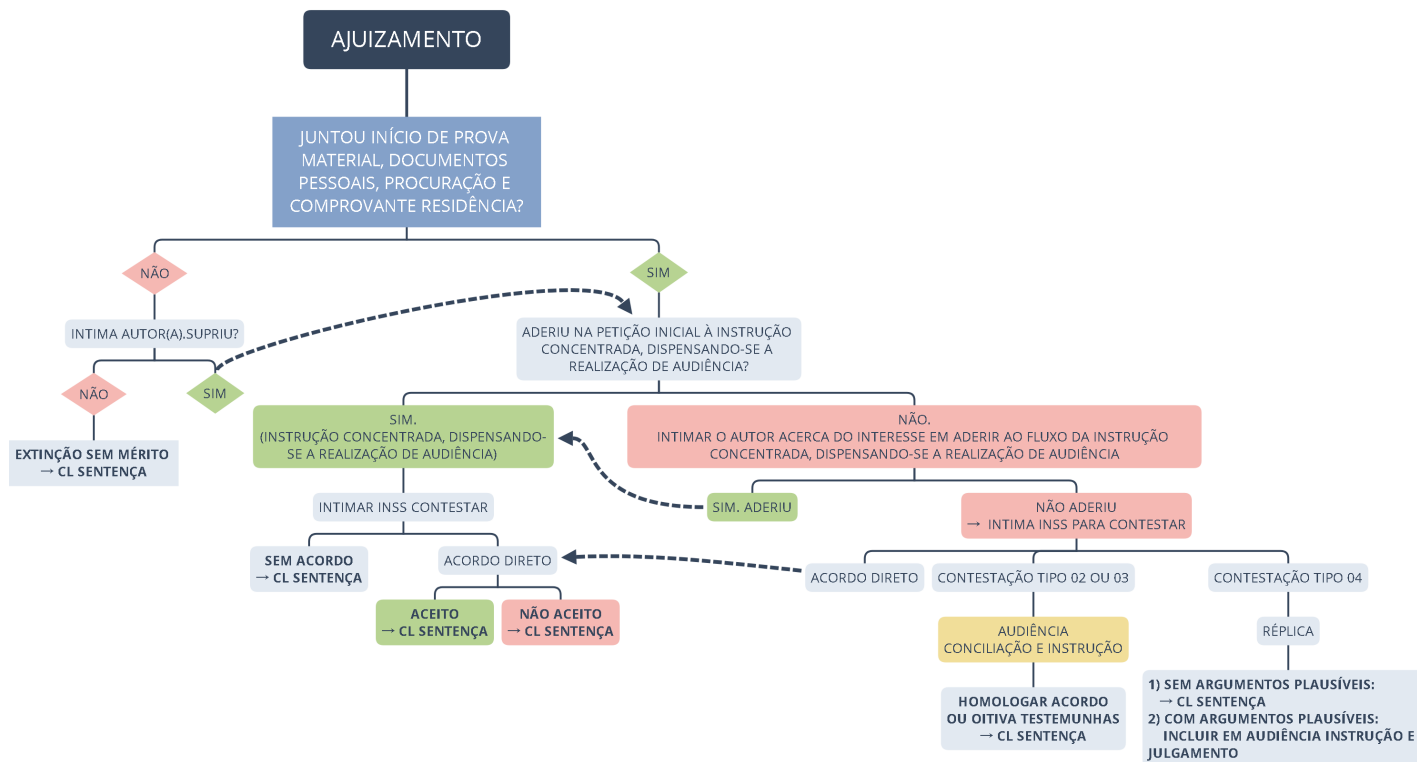 AJUIZAMENTO
JUNTOU INÍCIO DE PROVA
MATERIAL, DOCUMENTOS
PESSOAIS, PROCURAÇÃO E
COMPROVANTE RESIDÊNCIA?
NÃO
SIM
INTIMA AUTOR(A).SUPRIU?
NÃO
SIM
EXTINÇÃO SEM MÉRITO
→ CL SENTENÇA
ADERIU NA PETIÇÃO INICIAL À INSTRUÇÃO
CONCENTRADA, DISPENSANDO-SE A
REALIZAÇÃO DE AUDIÊNCIA?
SIM.
(INSTRUÇÃO CONCENTRADA, DISPENSANDO-
SE A REALIZAÇÃO DE AUDIÊNCIA)
NÃO.
INTIMAR O AUTOR ACERCA DO INTERESSE EM ADERIR AO FLUXO DA INSTRUÇÃO
CONCENTRADA, DISPENSANDO-SE A REALIZAÇÃO DE AUDIÊNCIA
INTIMAR INSS CONTESTAR
SEM ACORDO
→ CL SENTENÇA
ACORDO DIRETO
ACEITO
→ CL SENTENÇA
NÃO ACEITO
→ CL SENTENÇA
SIM. ADERIU
NÃO ADERIU
→ INTIMA INSS PARA CONTESTAR
ACORDO DIRETO
CONTESTAÇÃO TIPO 02 OU 03
CONTESTAÇÃO TIPO 04
AUDIÊNCIA
CONCILIAÇÃO E INSTRUÇÃO
HOMOLOGAR ACORDO
OU OITIVA TESTEMUNHAS
→ CL SENTENÇA
RÉPLICA
1) SEM ARGUMENTOS PLAUSÍVEIS:
→ CL SENTENÇA
2) COM ARGUMENTOS PLAUSÍVEIS:
INCLUIR EM AUDIÊNCIA INSTRUÇÃO E
JULGAMENTO